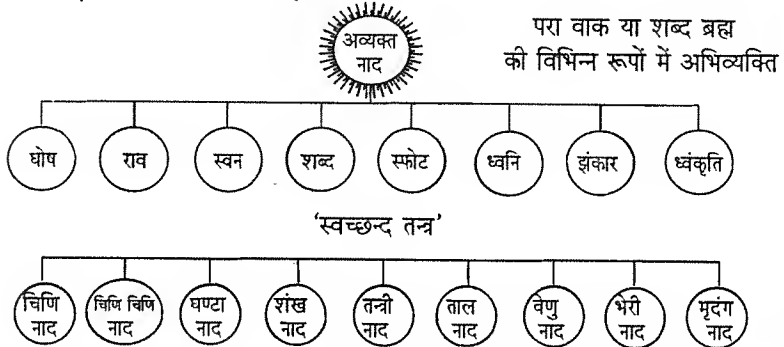 अव्यक्त
नाद
परा वाक या शब्द ब्रह्म
की विभिन्न रूपों में अभिव्यक्ति
घोष राव स्वन शब्द स्फोट ध्वनि झंकार ध्वंकृति
'स्वच्छन्द तन्त्र'
चिणि चिणि चिणि घण्टा शंख तन्त्री ताल वेणु भेरी मृदंग
नाद नाद नाद नाद नाद नाद नाद नाद नाद